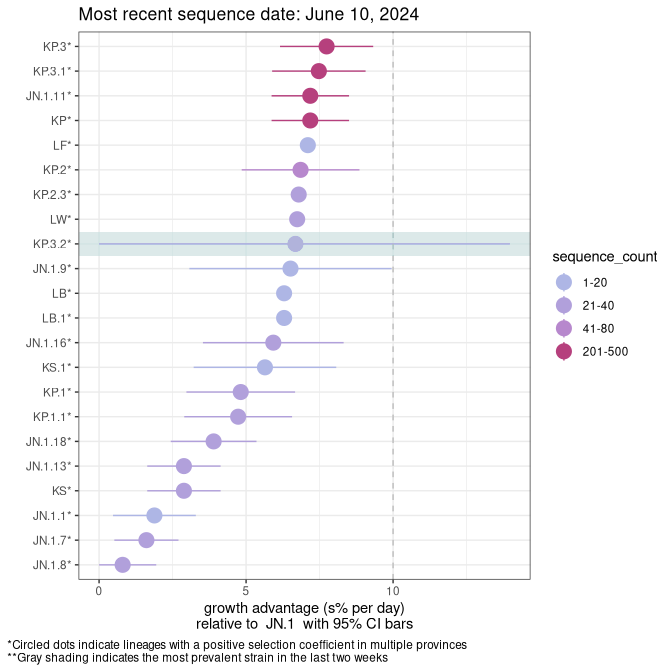 Most recent sequence date: June 10, 2024
KP.3*
KP.3.1*
JN.1.11*
KP*
LF*
KP.2*
KP.2.3*
LW*
KP.3.2*
JN.1.9*
LB*
LB.1*
JN.1.16*
KS.1*
KP.1*
KP.1.1*
JN.1.18*
JN.1.13*
KS*
JN.1.1*
JN.1.7*
JN.1.8*
0 5 10
growth advantage (s% per day)
relative to JN.1 with 95% CI bars
sequence_count
1-20
21-40
41-80
201-500
*Circled dots indicate lineages with a positive selection coefficient in multiple provinces
**Gray shading indicates the most prevalent strain in the last two weeks